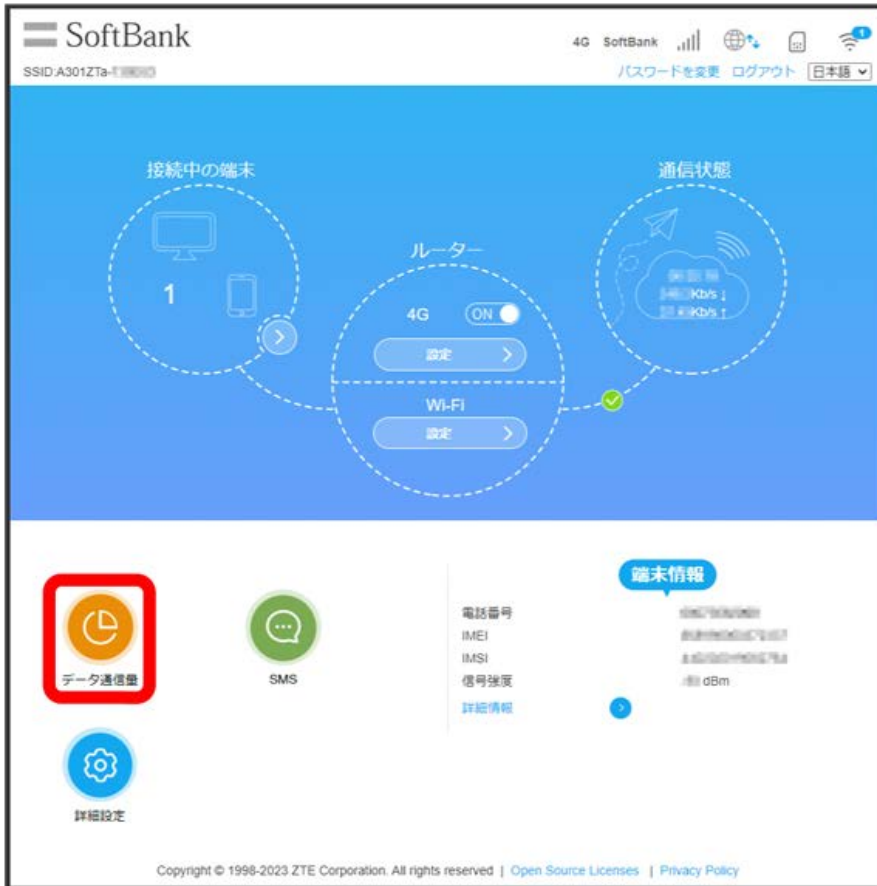 SoftBank
4G SoftBank
1
SSID:A301ZTa-
パスワードを変更 ログアウト 日本語
接続中の端末
通信状態
ルーター
1
4G ON
Kb/s ↓
Kb/s ↑
設定
Wi-Fi
設定
端末情報
電話番号
IMEI
IMSI
信号強度 dBm
詳細情報
データ通信量
SMS
詳細設定
Copyright © 1998-2023 ZTE Corporation. All rights reserved | Open Source Licenses | Privacy Policy